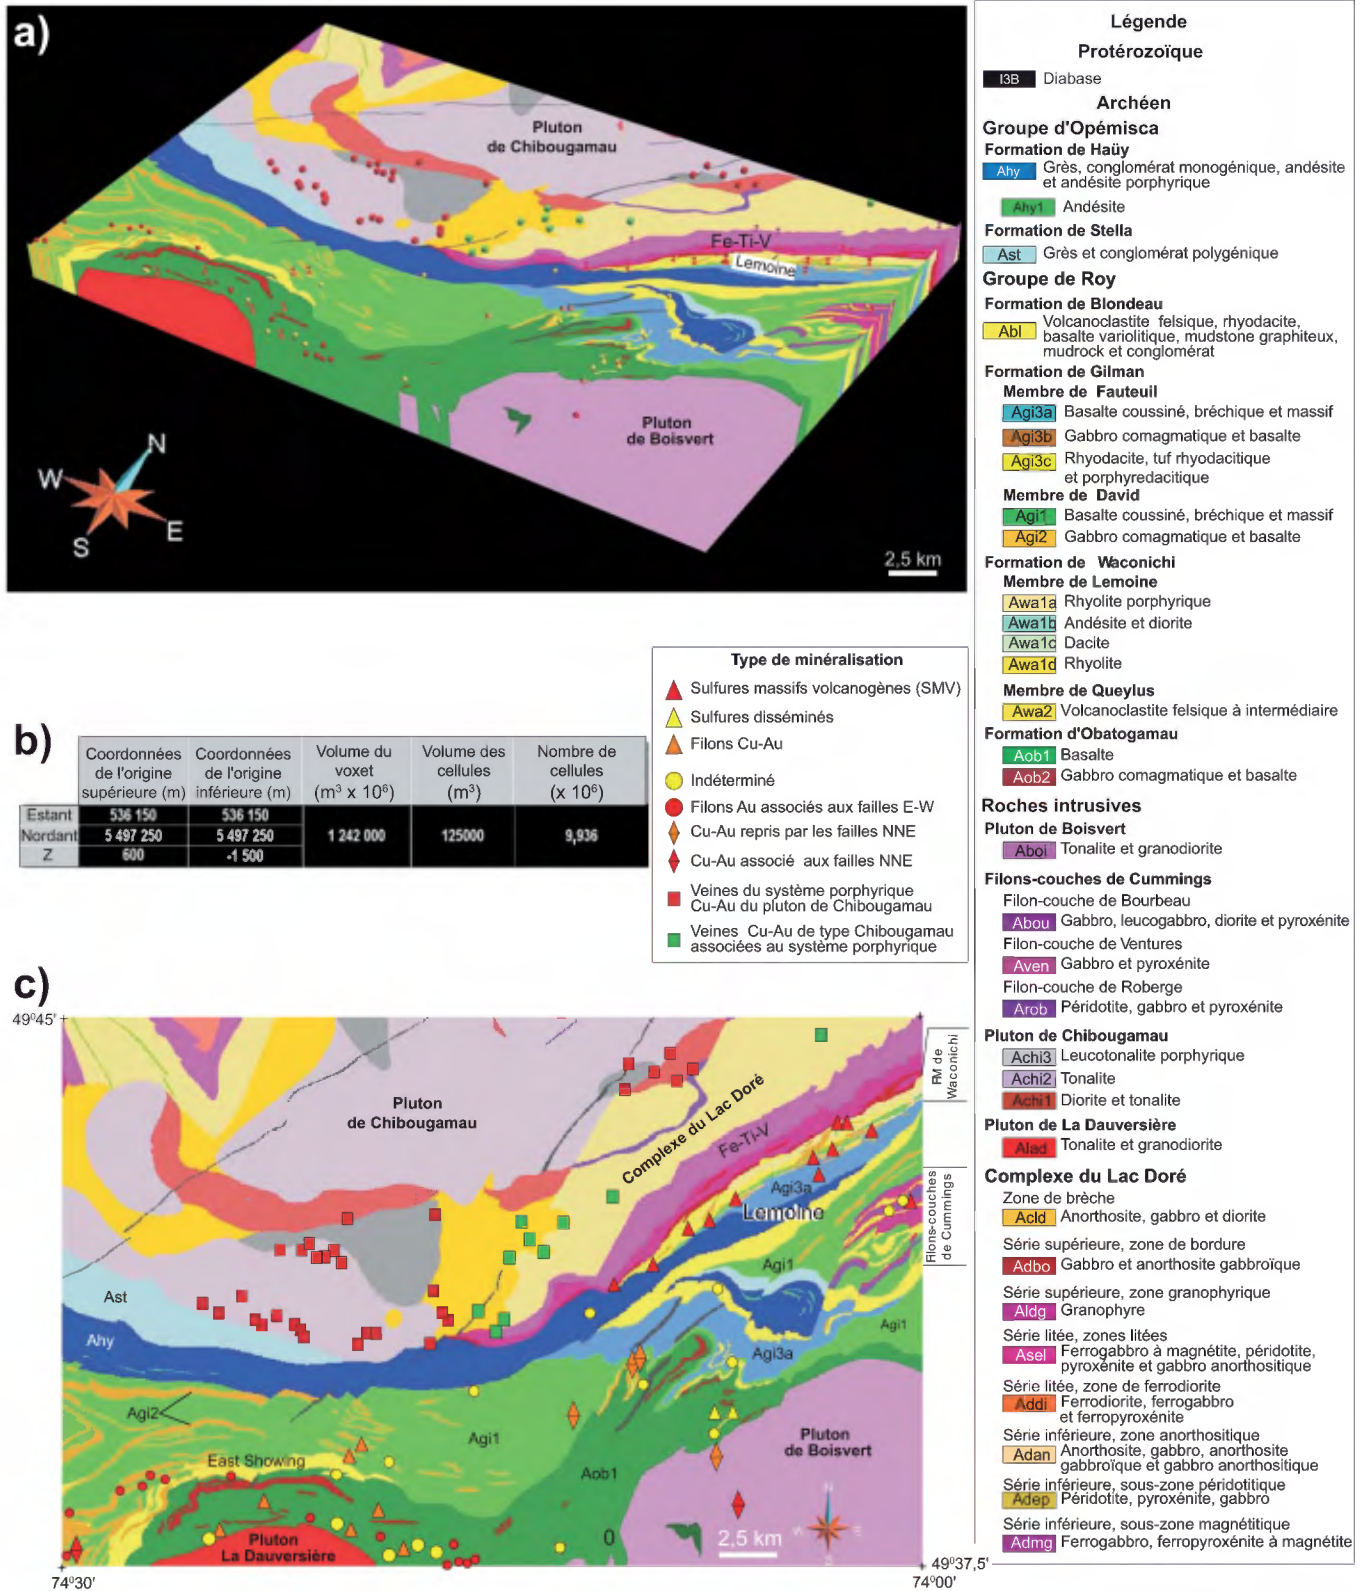 a)
Pluton
de Chibougamau
Fe-Ti-V
Lemoine
Pluton
de Boisvert
N
W
E
S
2,5 km
Légende
Protérozoïque
I3B Diabase
Archéen
Groupe d'Opémisca
Formation de Haüy
Ahy Grès, conglomérat monogénique, andésite
et andésite porphyrique
Ahy1 Andésite
Formation de Stella
Ast Grès et conglomérat polygénique
Groupe de Roy
Formation de Blondeau
Abl Volcanoclastite felsique, rhyodacite,
basalte variolitique, mudstone graphiteux,
mudrock et conglomérat
Formation de Gilman
Membre de Fauteuil
Agi3a Basalte coussiné, bréchique et massif
Agi3b Gabbro comagmatique et basalte
Agi3c Rhyodacite, tuf rhyodacitique
et porphyredacitique
Membre de David
Agi1 Basalte coussiné, bréchique et massif
Agi2 Gabbro comagmatique et basalte
Formation de Waconichi
Membre de Lemoine
Awa1a Rhyolite porphyrique
Awa1b Andésite et diorite
Awa1c Dacite
Awa1d Rhyolite
Membre de Queylus
Awa2 Volcanoclastite felsique à intermédiaire
Formation d'Obatogamau
Aob1 Basalte
Aob2 Gabbro comagmatique et basalte
Roches intrusives
Pluton de Boisvert
Aboi Tonalite et granodiorite
Filons-couches de Cummings
Filon-couche de Bourbeau
Abou Gabbro, leucogabbro, diorite et pyroxénite
Filon-couche de Ventures
Aven Gabbro et pyroxénite
Filon-couche de Roberge
Arob Péridotite, gabbro et pyroxénite
Pluton de Chibougamau
Achi3 Leucotonalite porphyrique
Achi2 Tonalite
Achi1 Diorite et tonalite
Pluton de La Dauversière
Alad Tonalite et granodiorite
Complexe du Lac Doré
Zone de brèche
Acld Anorthosite, gabbro et diorite
Série supérieure, zone de bordure
Adbo Gabbro et anorthosite gabbroïque
Série supérieure, zone granophyrique
Aldg Granophyre
Série litée, zones litées
Asel Ferrogabbro à magnétite, péridotite,
pyroxénite et gabbro anorthositique
Série litée, zone de ferrodiorite
Addi Ferrodiorite, ferrogabbro
et ferropyroxénite
Série inférieure, zone anorthositique
Adan Anorthosite, gabbro, anorthosite
gabbroïque et gabbro anorthositique
Série inférieure, sous-zone péridotitique
Adep Péridotite, pyroxénite, gabbro
Série inférieure, sous-zone magnétitique
Admg Ferrogabbro, ferropyroxénite à magnétite
Type de minéralisation
Sulfures massifs volcanogènes (SMV)
Sulfures disséminés
Filons Cu-Au
Indéterminé
Filons Au associés aux failles E-W
Cu-Au repris par les failles NNE
Cu-Au associé aux failles NNE
Veines du système porphyrique
Cu-Au du pluton de Chibougamau
Veines Cu-Au de type Chibougamau
associées au système porphyrique
b)
Coordonnées de l'origine supérieure (m) Coordonnées de l'origine inférieure (m) Volume du voxet (m³ x 10⁶) Volume des cellules (m³) Nombre de cellules (x 10⁶)
Estant 536 150 536 150
Nordant 5 497 250 5 497 250 1 242 000 125000 9,936
Z 600 -1 500
c)
49⁰45'
Pluton
de Chibougamau
Complexe du Lac Doré
Fe-Ti-V
FM de
Waconichi
Filons-couches
de Cummings
Agi3a
Lemoine
Agi1
Ast
Ahy
Agi3a
Agi1
Agi2
Agi1
East Showing
Aob1
Pluton
de Boisvert
Pluton
La Dauversière
0
2,5 km
N
W
E
49⁰37,5'
74⁰30'
74⁰00'